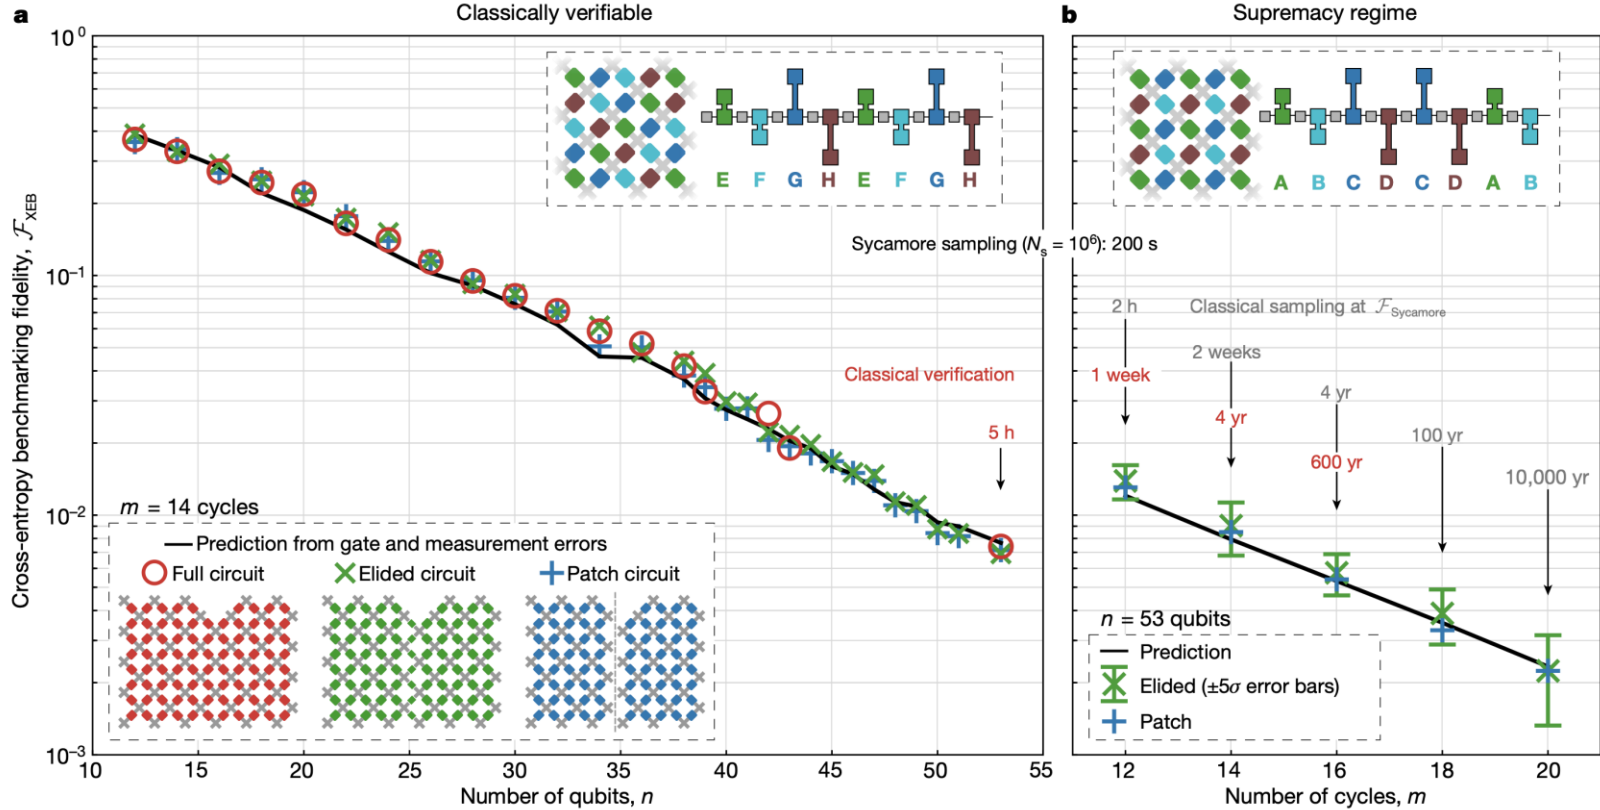 a
Classically verifiable
10⁰
10⁻¹
10⁻²
10⁻³
Cross-entropy benchmarking fidelity, ℱXEB
E F G H E F G H
Classical verification
5 h
m = 14 cycles
Prediction from gate and measurement errors
Full circuit
Elided circuit
Patch circuit
10 15 20 25 30 35 40 45 50 55
Number of qubits, n
Sycamore sampling (Nₛ = 10⁶): 200 s
b
Supremacy regime
A B C D C D A B
2 h
Classical sampling at ℱSycamore
2 weeks
1 week
4 yr
4 yr
600 yr
100 yr
10,000 yr
n = 53 qubits
Prediction
Elided (±5σ error bars)
Patch
12 14 16 18 20
Number of cycles, m